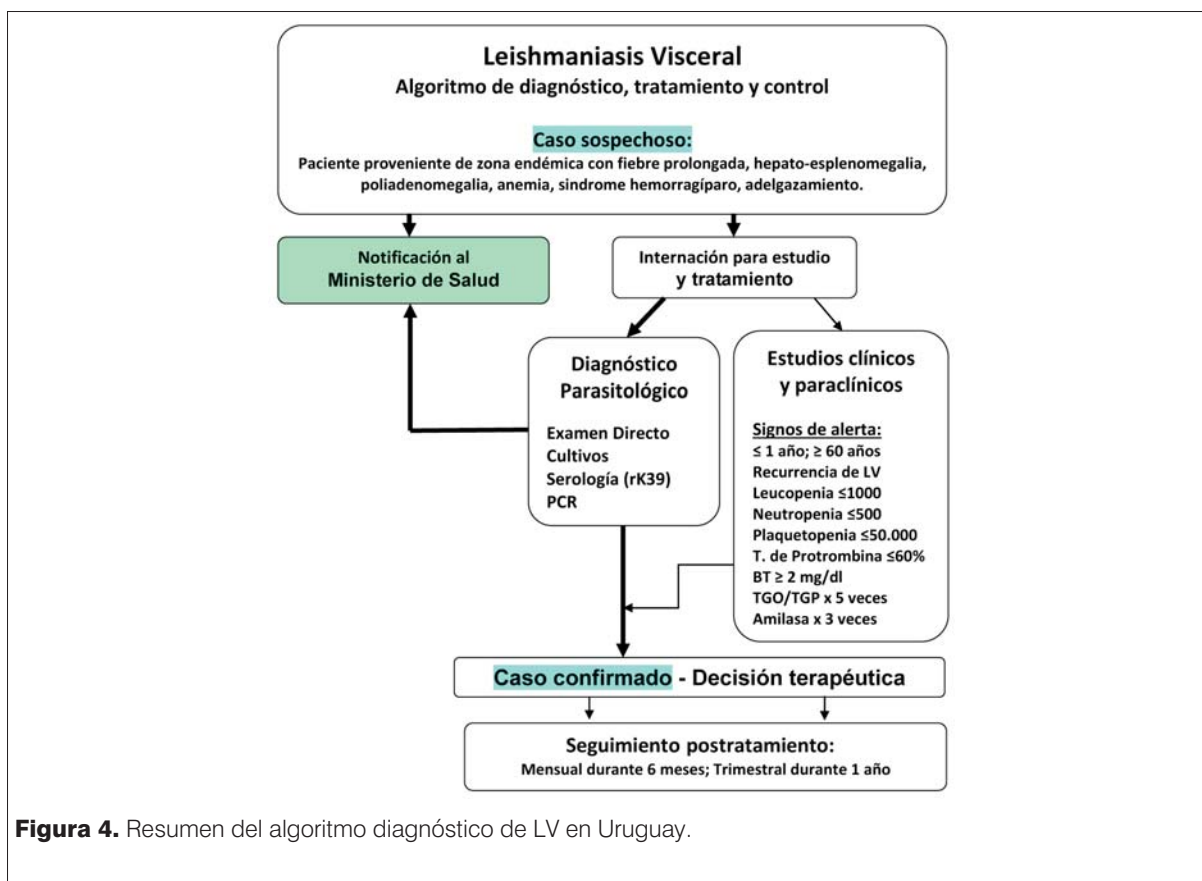 Leishmaniasis Visceral
Algoritmo de diagnóstico, tratamiento y control
Caso sospechoso:
Paciente proveniente de zona endémica con fiebre prolongada, hepato-esplenomegalia,
poliadenomegalia, anemia, sindrome hemorragíparo, adelgazamiento.
Notificación al
Ministerio de Salud
Internación para estudio
y tratamiento
Diagnóstico
Parasitológico
Examen Directo
Cultivos
Serología (rK39)
PCR
Estudios clínicos
y paraclínicos
Signos de alerta:
≤ 1 año; ≥ 60 años
Recurrencia de LV
Leucopenia ≤1000
Neutropenia ≤500
Plaquetopenia ≤50.000
T. de Protrombina ≤60%
BT ≥ 2 mg/dl
TGO/TGP x 5 veces
Amilasa x 3 veces
Caso confirmado - Decisión terapéutica
Seguimiento postratamiento:
Mensual durante 6 meses; Trimestral durante 1 año
Figura 4. Resumen del algoritmo diagnóstico de LV en Uruguay.